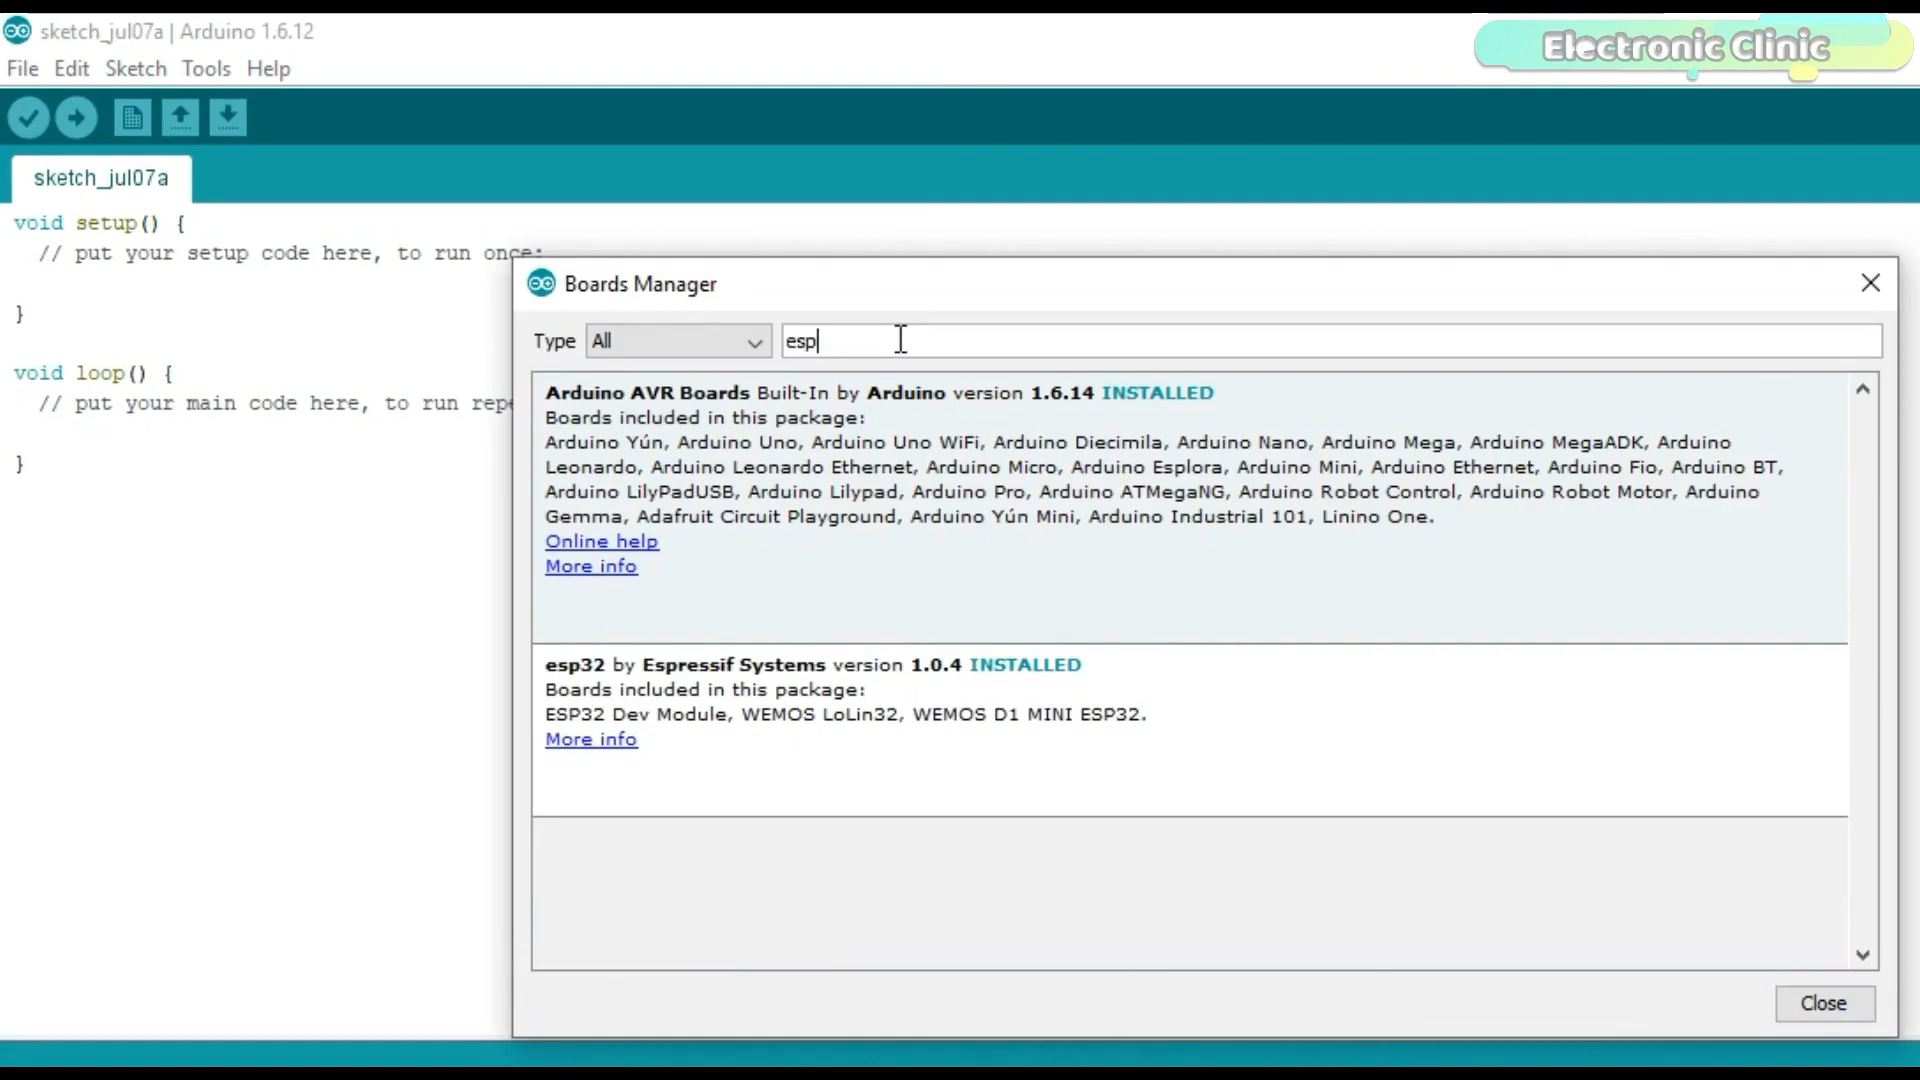 sketch_jul07a | Arduino 1.6.12
Electronic Clinic
File Edit Sketch Tools Help
sketch_jul07a
void setup() {
// put your setup code here, to run once:
}
void loop() {
// put your main code here, to run repe
}
Boards Manager
Type All esp
Arduino AVR Boards Built-In by Arduino version 1.6.14 INSTALLED
Boards included in this package:
Arduino Yún, Arduino Uno, Arduino Uno WiFi, Arduino Diecimila, Arduino Nano, Arduino Mega, Arduino MegaADK, Arduino
Leonardo, Arduino Leonardo Ethernet, Arduino Micro, Arduino Esplora, Arduino Mini, Arduino Ethernet, Arduino Fio, Arduino BT,
Arduino LilyPadUSB, Arduino Lilypad, Arduino Pro, Arduino ATMegaNG, Arduino Robot Control, Arduino Robot Motor, Arduino
Gemma, Adafruit Circuit Playground, Arduino Yún Mini, Arduino Industrial 101, Linino One.
Online help
More info
esp32 by Espressif Systems version 1.0.4 INSTALLED
Boards included in this package:
ESP32 Dev Module, WEMOS LoLin32, WEMOS D1 MINI ESP32.
More info
Close